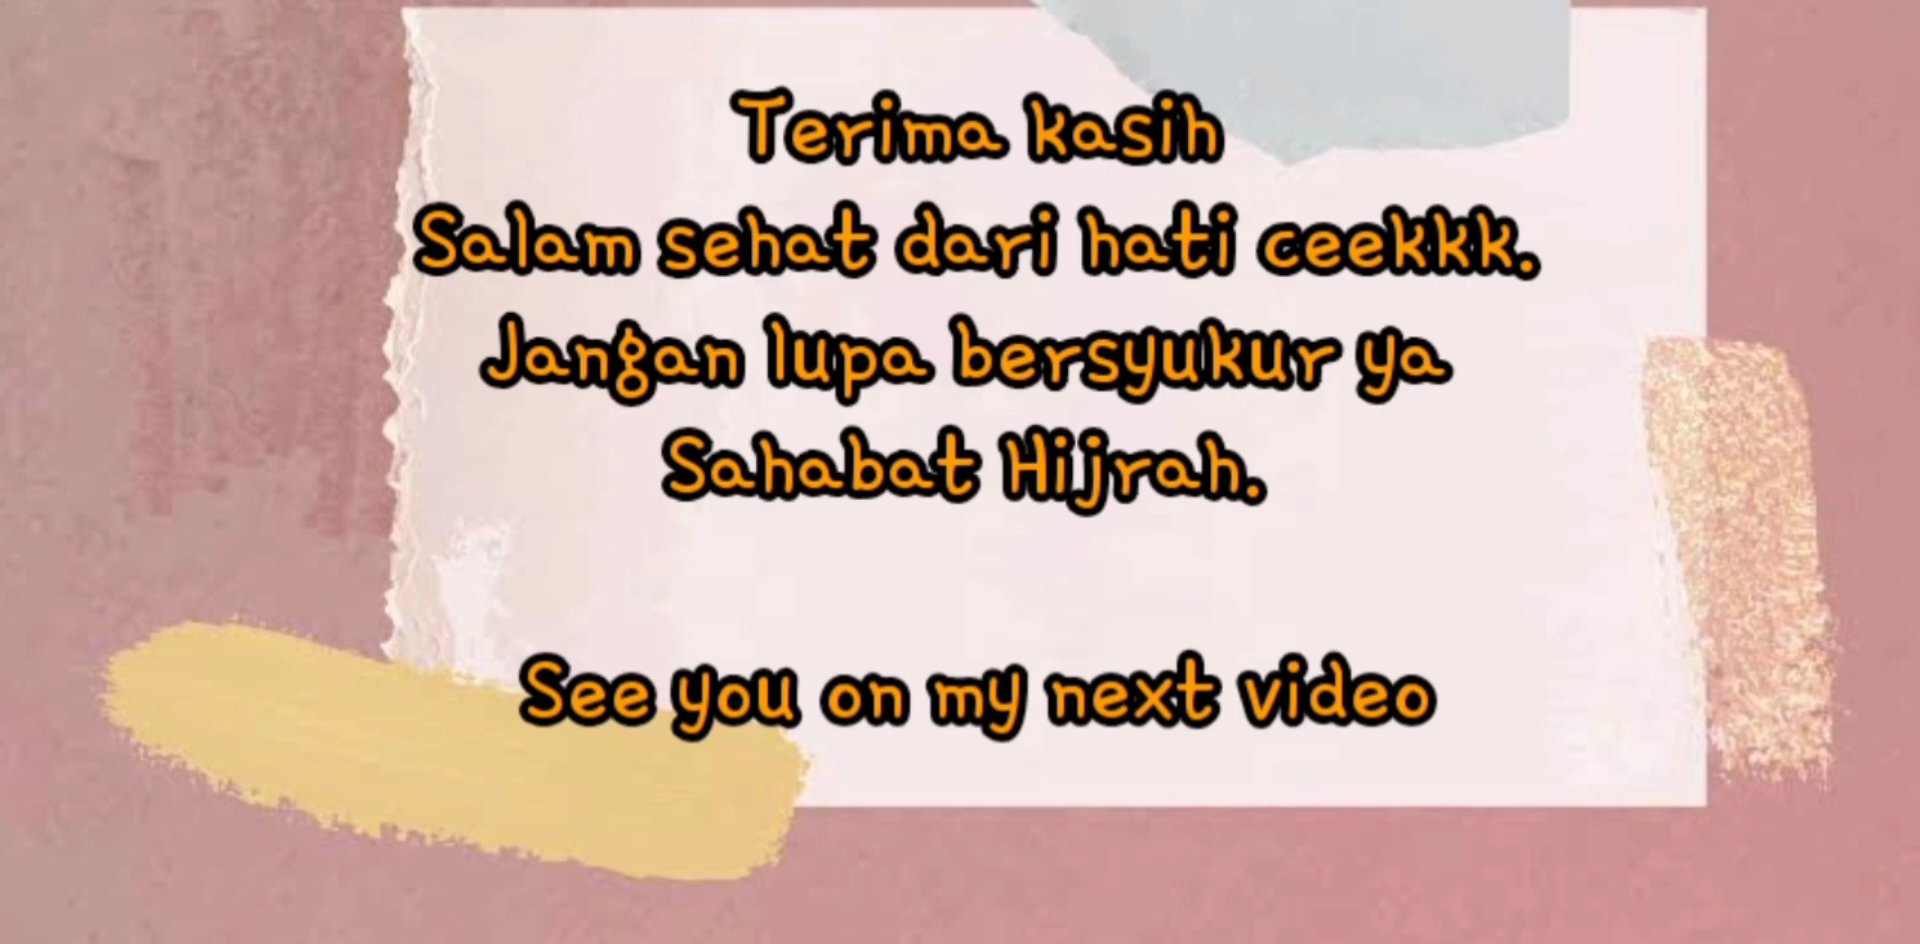 Terima kasih
Salam sehat dari hati ceekkk.
Jangan lupa bersyukur ya
Sahabat Hijrah.
See you on my next video